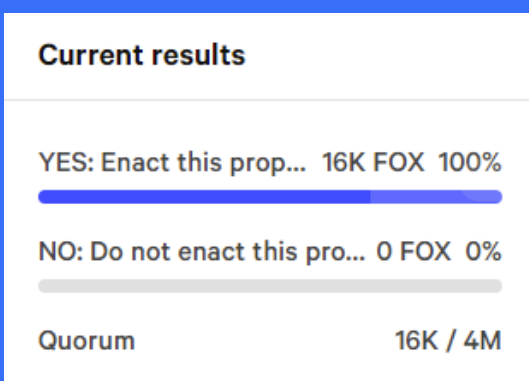 Current results
YES: Enact this prop... 16K FOX 100%
NO: Do not enact this pro... 0 FOX 0%
Quorum 16K / 4M